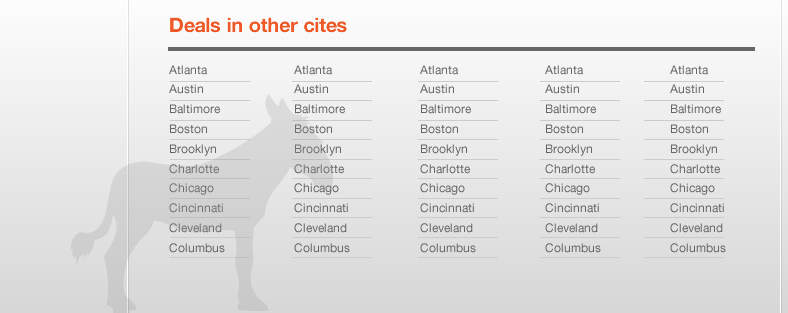 Deals in other cites
Atlanta Atlanta Atlanta Atlanta Atlanta
Austin Austin Austin Austin Austin
Baltimore Baltimore Baltimore Baltimore Baltimore
Boston Boston Boston Boston Boston
Brooklyn Brooklyn Brooklyn Brooklyn Brooklyn
Charlotte Charlotte Charlotte Charlotte Charlotte
Chicago Chicago Chicago Chicago Chicago
Cincinnati Cincinnati Cincinnati Cincinnati Cincinnati
Cleveland Cleveland Cleveland Cleveland Cleveland
Columbus Columbus Columbus Columbus Columbus